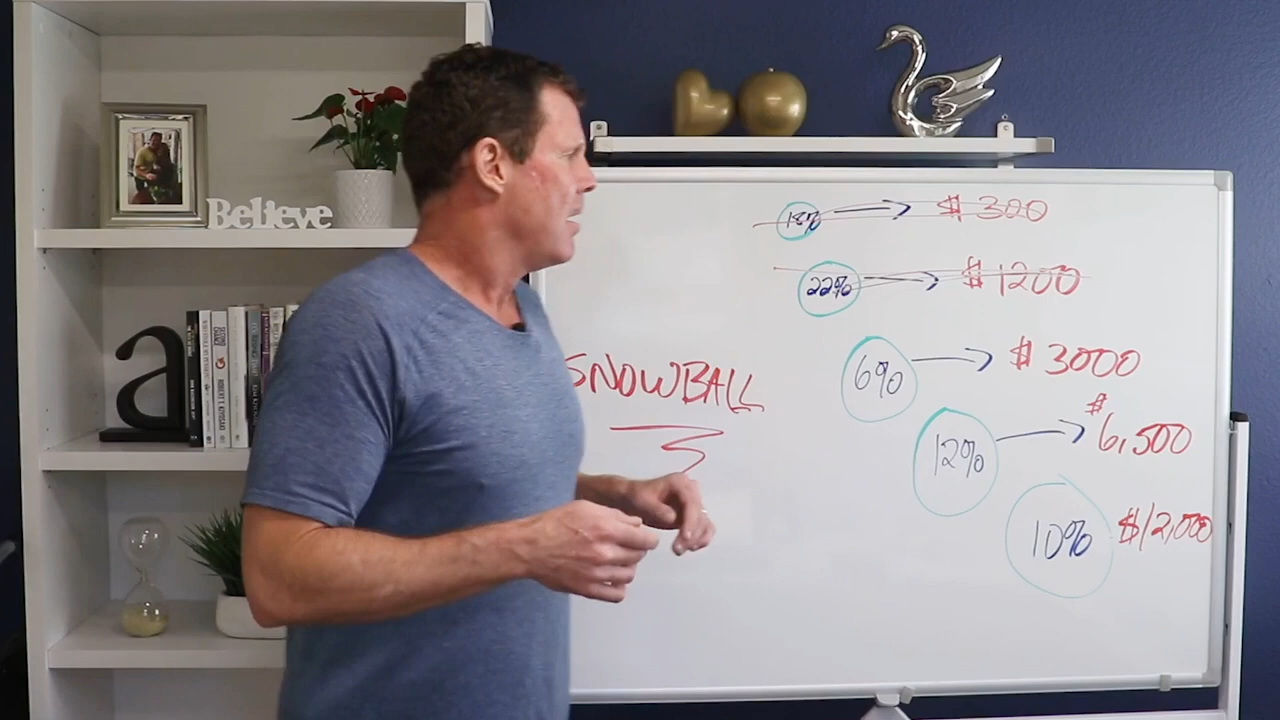 Believe
a
18% → $300
22% → $1200
6% → $3000
SNOWBALL
12% → $6,500
10% $12,000